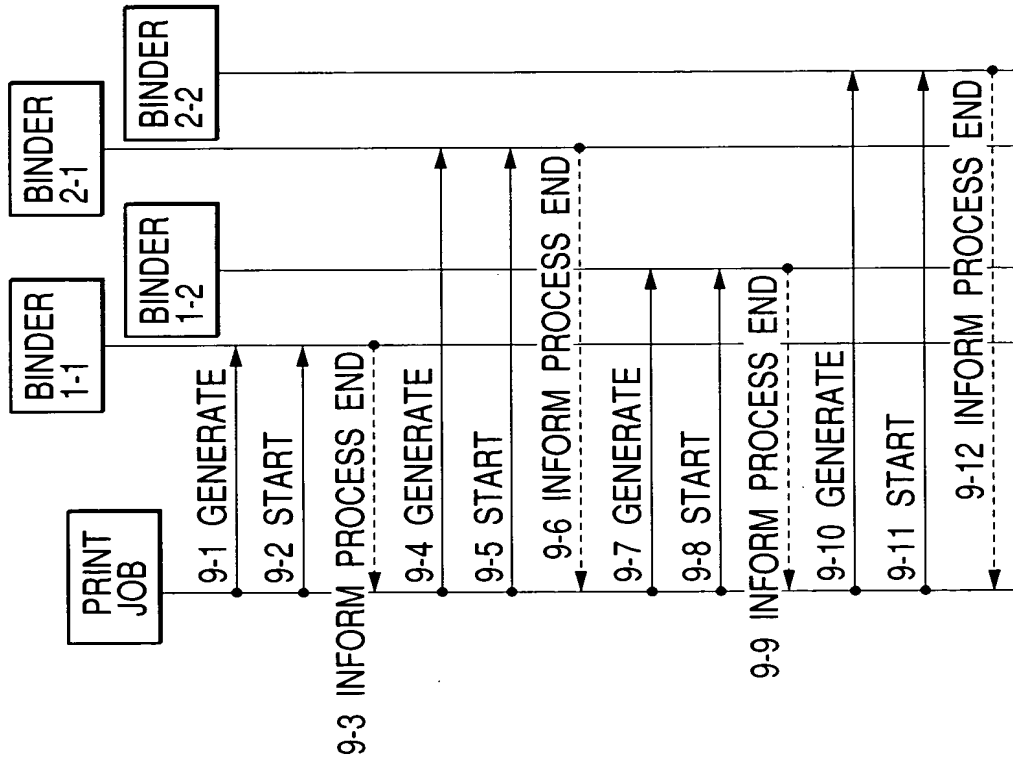 PRINT
JOB
BINDER
1-1
BINDER
1-2
BINDER
2-1
BINDER
2-2
9-1 GENERATE
9-2 START
9-3 INFORM PROCESS END
9-4 GENERATE
9-5 START
9-6 INFORM PROCESS END
9-7 GENERATE
9-8 START
9-9 INFORM PROCESS END
9-10 GENERATE
9-11 START
9-12 INFORM PROCESS END